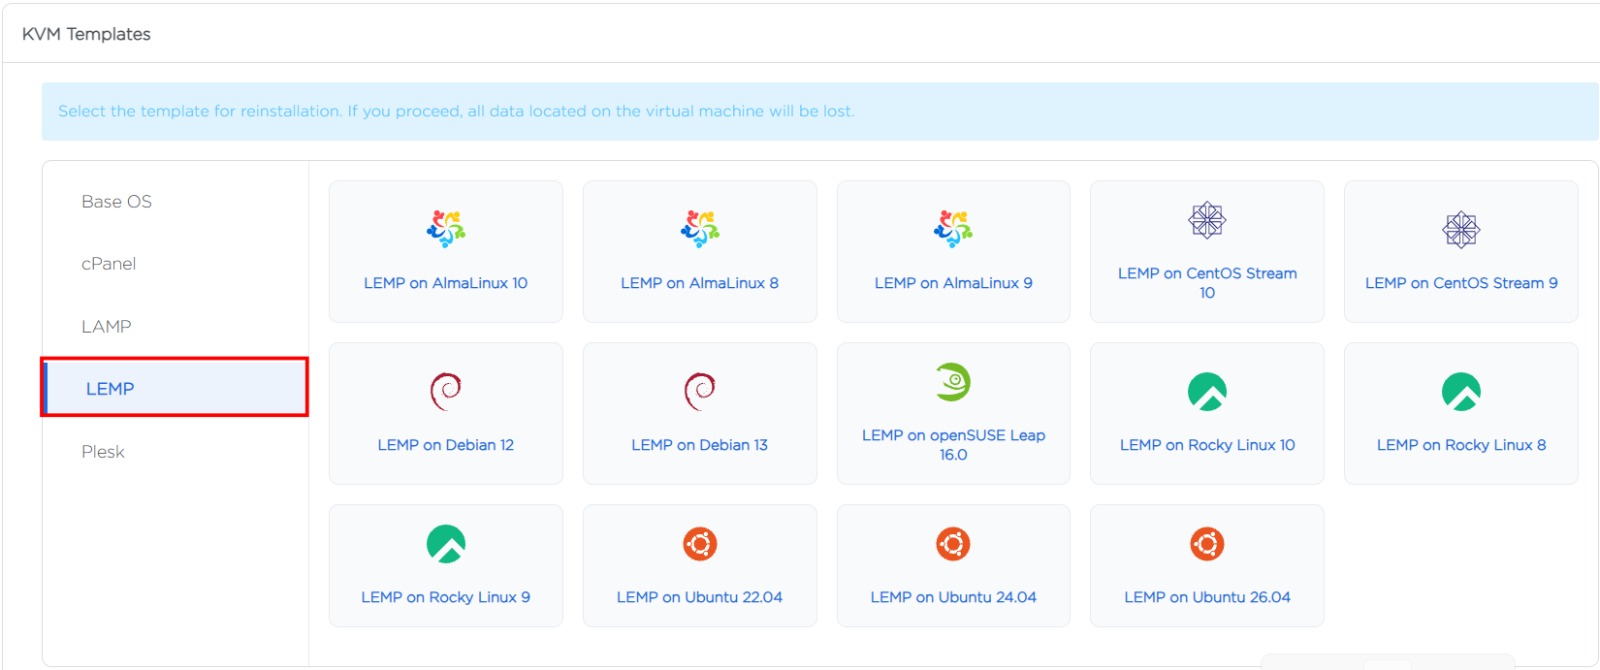 KVM Templates
Select the template for reinstallation. If you proceed, all data located on the virtual machine will be lost.
Base OS
cPanel
LAMP
LEMP
Plesk
LEMP on AlmaLinux 10
LEMP on AlmaLinux 8
LEMP on AlmaLinux 9
LEMP on CentOS Stream
10
LEMP on CentOS Stream 9
LEMP on Debian 12
LEMP on Debian 13
LEMP on openSUSE Leap
16.0
LEMP on Rocky Linux 10
LEMP on Rocky Linux 8
LEMP on Rocky Linux 9
LEMP on Ubuntu 22.04
LEMP on Ubuntu 24.04
LEMP on Ubuntu 26.04